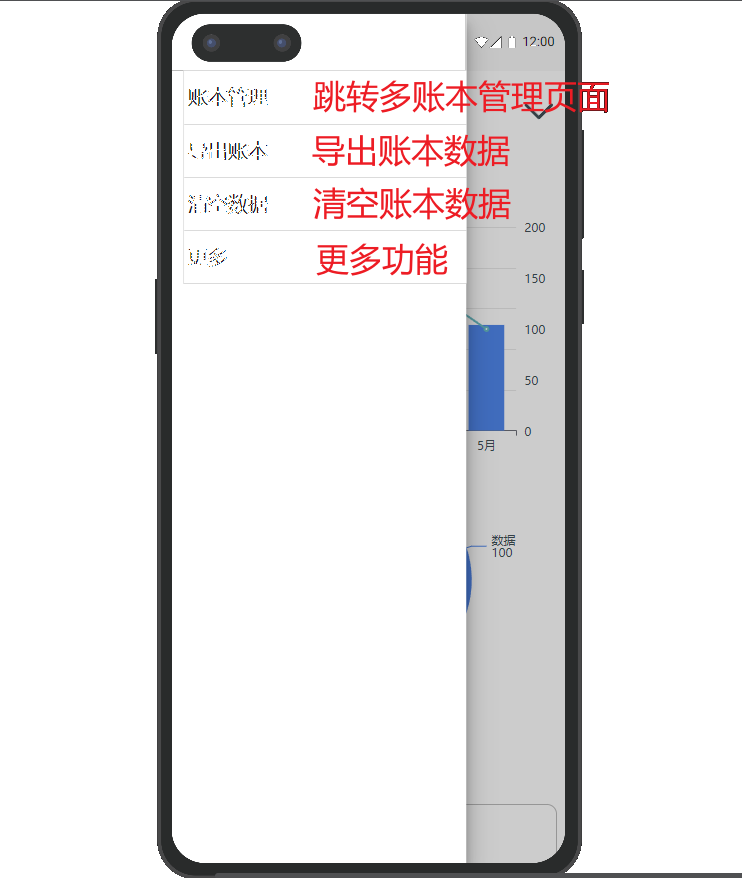 12:00
账本管理 跳转多账本管理页面
导出账本 导出账本数据
清空数据 清空账本数据
更多 更多功能
200
150
100
50
0
5月
数据
100